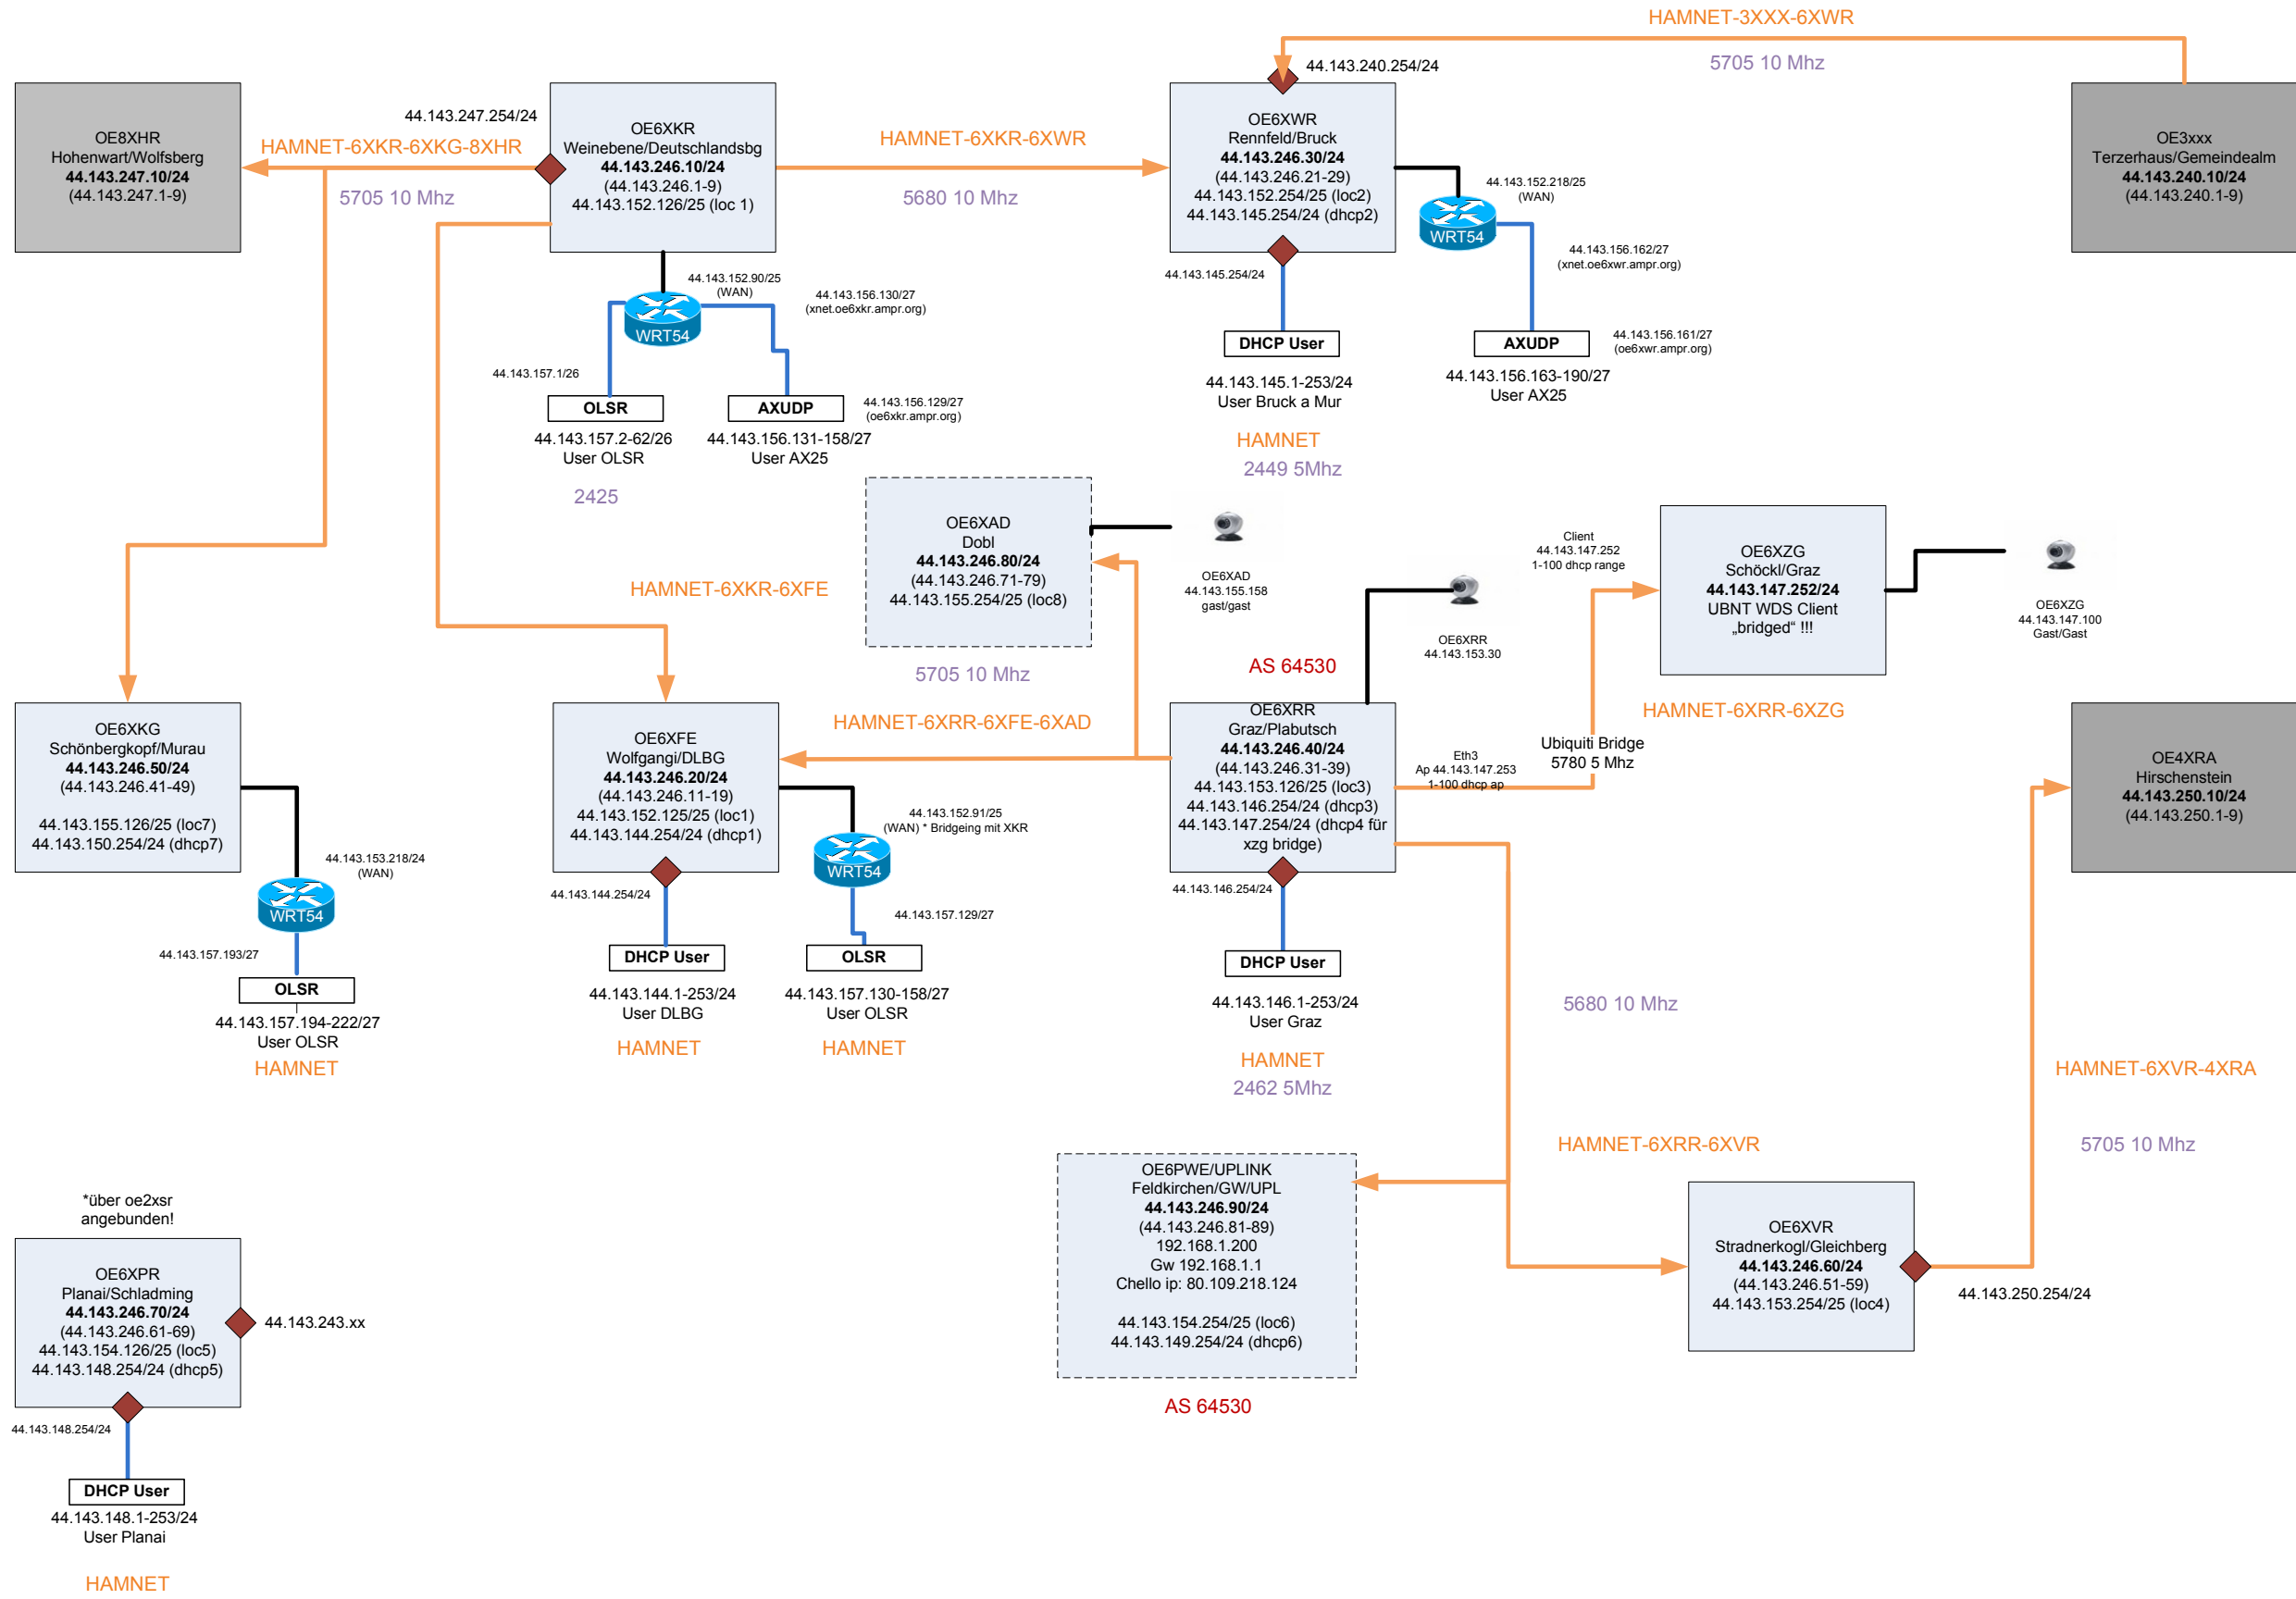 HAMNET-3XXX-6XWR
5705 10 Mhz
44.143.240.254/24
OE8XHR
Hohenwart/Wolfsberg
44.143.247.10/24
(44.143.247.1-9)
HAMNET-6XKR-6XKG-8XHR
5705 10 Mhz
44.143.247.254/24
OE6XKR
Weinebene/Deutschlandsbg
44.143.246.10/24
(44.143.246.1-9)
44.143.152.126/25 (loc 1)
HAMNET-6XKR-6XWR
5680 10 Mhz
OE6XWR
Rennfeld/Bruck
44.143.246.30/24
(44.143.246.21-29)
44.143.152.254/25 (loc2)
44.143.145.254/24 (dhcp2)
44.143.152.218/25
(WAN)
WRT54
44.143.156.162/27
(xnet.oe6xwr.ampr.org)
OE3xxx
Terzerhaus/Gemeindealm
44.143.240.10/24
(44.143.240.1-9)
44.143.152.90/25
(WAN)
WRT54
44.143.156.130/27
(xnet.oe6xkr.ampr.org)
44.143.157.1/26
OLSR
44.143.157.2-62/26
User OLSR
2425
AXUDP
44.143.156.129/27
(oe6xkr.ampr.org)
44.143.156.131-158/27
User AX25
44.143.145.254/24
DHCP User
44.143.145.1-253/24
User Bruck a Mur
HAMNET
2449 5Mhz
AXUDP
44.143.156.161/27
(oe6xwr.ampr.org)
44.143.156.163-190/27
User AX25
OE6XAD
Dobl
44.143.246.80/24
(44.143.246.71-79)
44.143.155.254/25 (loc8)
5705 10 Mhz
OE6XAD
44.143.155.158
gast/gast
HAMNET-6XKR-6XFE
OE6XRR
44.143.153.30
Client
44.143.147.252
1-100 dhcp range
OE6XZG
Schöckl/Graz
44.143.147.252/24
UBNT WDS Client
„bridged“ !!!
OE6XZG
44.143.147.100
Gast/Gast
HAMNET-6XRR-6XZG
AS 64530
OE6XKG
Schönbergkopf/Murau
44.143.246.50/24
(44.143.246.41-49)
44.143.155.126/25 (loc7)
44.143.150.254/24 (dhcp7)
44.143.153.218/24
(WAN)
WRT54
44.143.157.193/27
OLSR
44.143.157.194-222/27
User OLSR
HAMNET
OE6XFE
Wolfgangi/DLBG
44.143.246.20/24
(44.143.246.11-19)
44.143.152.125/25 (loc1)
44.143.144.254/24 (dhcp1)
HAMNET-6XRR-6XFE-6XAD
44.143.152.91/25
(WAN) * Bridgeing mit XKR
WRT54
44.143.144.254/24
44.143.157.129/27
DHCP User
44.143.144.1-253/24
User DLBG
HAMNET
OLSR
44.143.157.130-158/27
User OLSR
HAMNET
OE6XRR
Graz/Plabutsch
44.143.246.40/24
(44.143.246.31-39)
44.143.153.126/25 (loc3)
44.143.146.254/24 (dhcp3)
44.143.147.254/24 (dhcp4 für
xzg bridge)
Eth3
Ap 44.143.147.253
1-100 dhcp ap
Ubiquiti Bridge
5780 5 Mhz
44.143.146.254/24
DHCP User
44.143.146.1-253/24
User Graz
HAMNET
2462 5Mhz
OE4XRA
Hirschenstein
44.143.250.10/24
(44.143.250.1-9)
5680 10 Mhz
HAMNET-6XVR-4XRA
5705 10 Mhz
HAMNET-6XRR-6XVR
OE6PWE/UPLINK
Feldkirchen/GW/UPL
44.143.246.90/24
(44.143.246.81-89)
192.168.1.200
Gw 192.168.1.1
Chello ip: 80.109.218.124
44.143.154.254/25 (loc6)
44.143.149.254/24 (dhcp6)
AS 64530
OE6XVR
Stradnerkogl/Gleichberg
44.143.246.60/24
(44.143.246.51-59)
44.143.153.254/25 (loc4)
44.143.250.254/24
*über oe2xsr
angebunden!
OE6XPR
Planai/Schladming
44.143.246.70/24
(44.143.246.61-69)
44.143.154.126/25 (loc5)
44.143.148.254/24 (dhcp5)
44.143.243.xx
44.143.148.254/24
DHCP User
44.143.148.1-253/24
User Planai
HAMNET